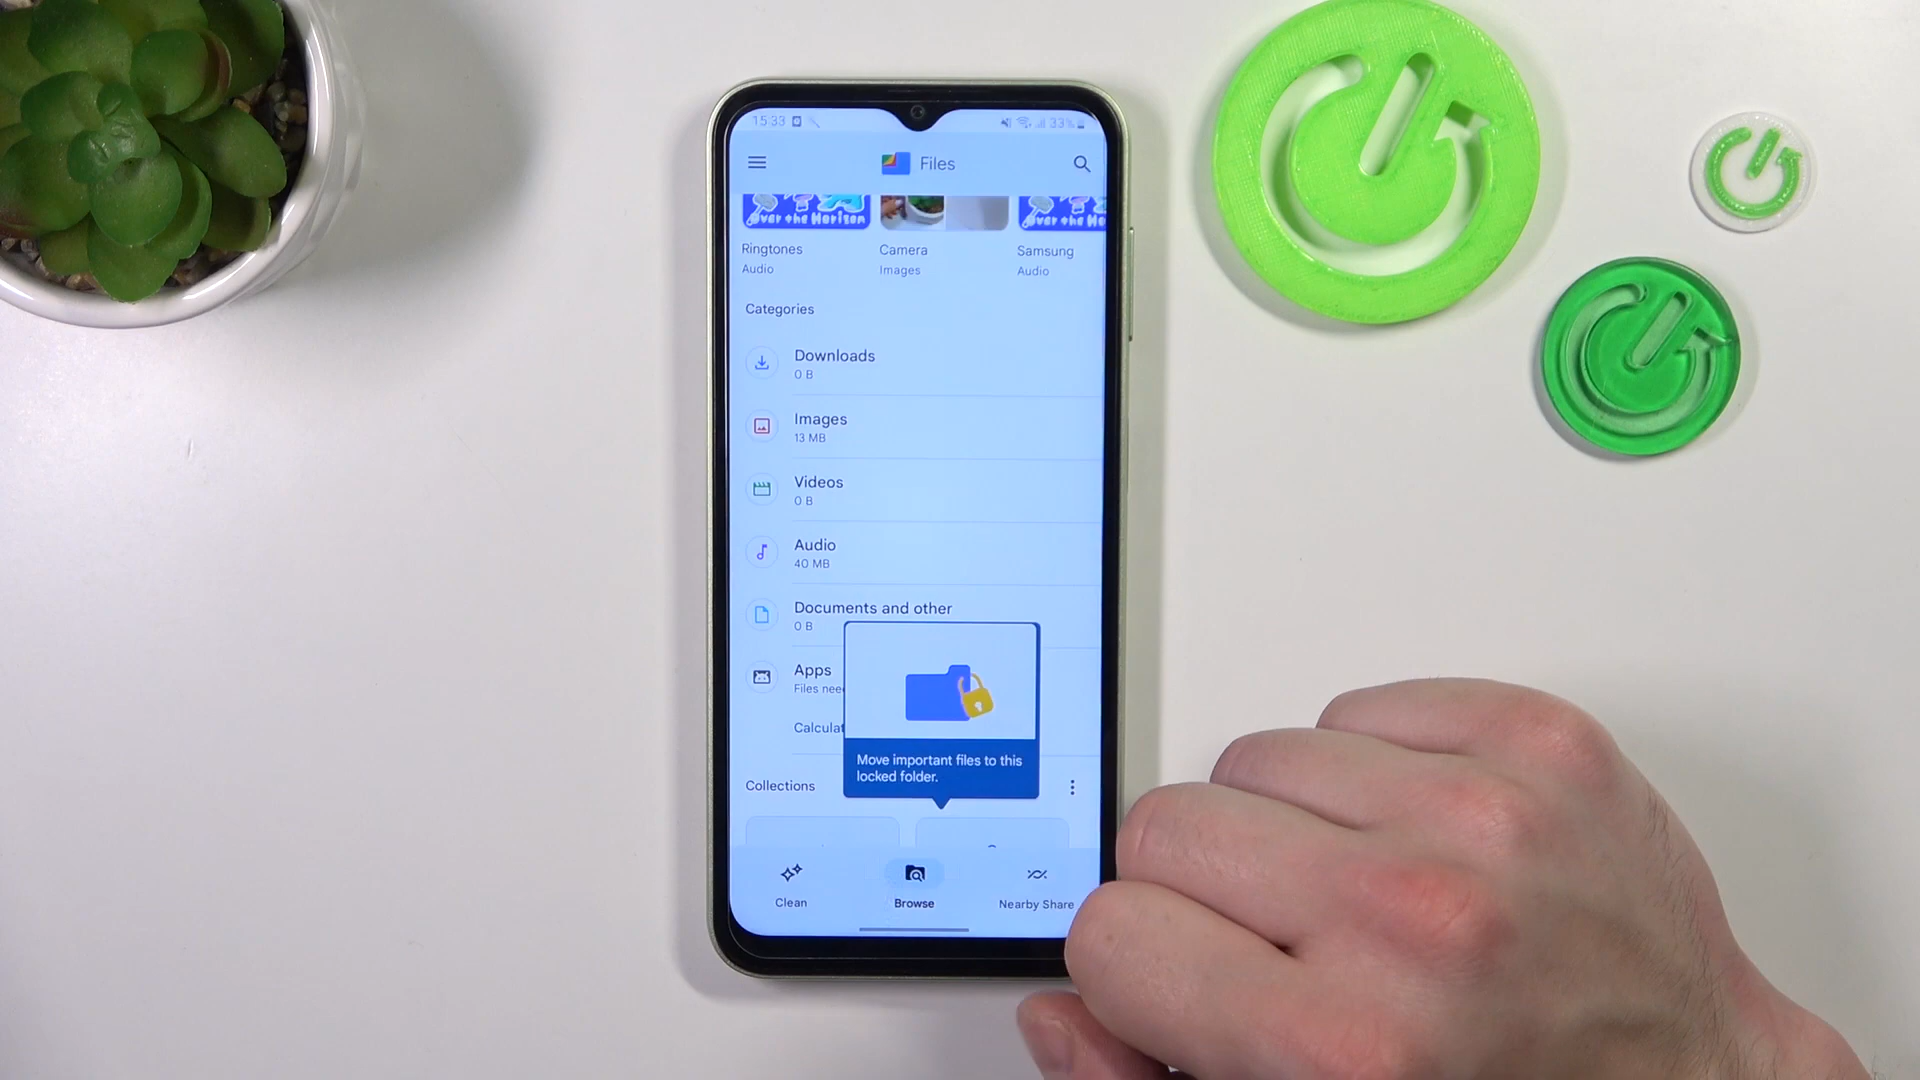 15:33
33%
Files
Over the Horizon
Over the Ho
Ringtones
Camera
Samsung
Audio
Images
Audio
Categories
Downloads
0 B
Images
13 MB
Videos
0 B
Audio
40 MB
Documents and other
0 B
Apps
Files nee
Calculat
Move important files to this
locked folder.
Collections
Clean
Browse
Nearby Share